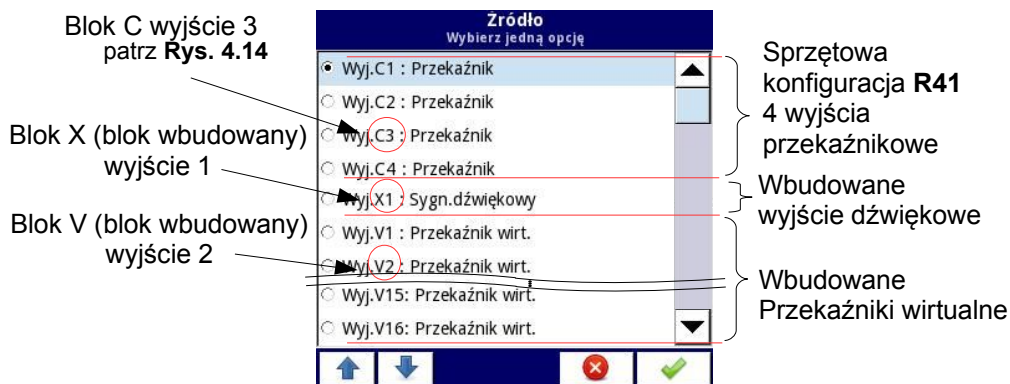 Blok C wyjście 3
patrz Rys. 4.14
Blok X (blok wbudowany)
wyjście 1
Blok V (blok wbudowany)
wyjście 2
Źródło
Wybierz jedną opcję
Wyj.C1 : Przekaźnik
Wyj.C2 : Przekaźnik
Wyj.C3 : Przekaźnik
Wyj.C4 : Przekaźnik
Wyj.X1 : Sygn.dźwiękowy
Wyj.V1 : Przekaźnik wirt.
Wyj.V2 : Przekaźnik wirt.
Wyj.V15: Przekaźnik wirt.
Wyj.V16: Przekaźnik wirt.
Sprzętowa
konfiguracja R41
4 wyjścia
przekaźnikowe
Wbudowane
wyjście dźwiękowe
Wbudowane
Przekaźniki wirtualne